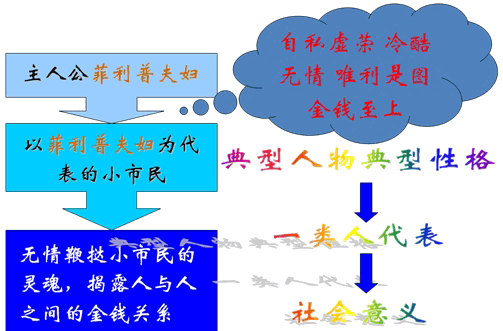 主人公菲利普夫妇
以菲利普夫妇为代
表的小市民
无情鞭挞小市民的
灵魂，揭露人与人
之间的金钱关系
自私虚荣 冷酷
无情 唯利是图
金钱至上
典型人物典型性格
一类人代表
社会意义